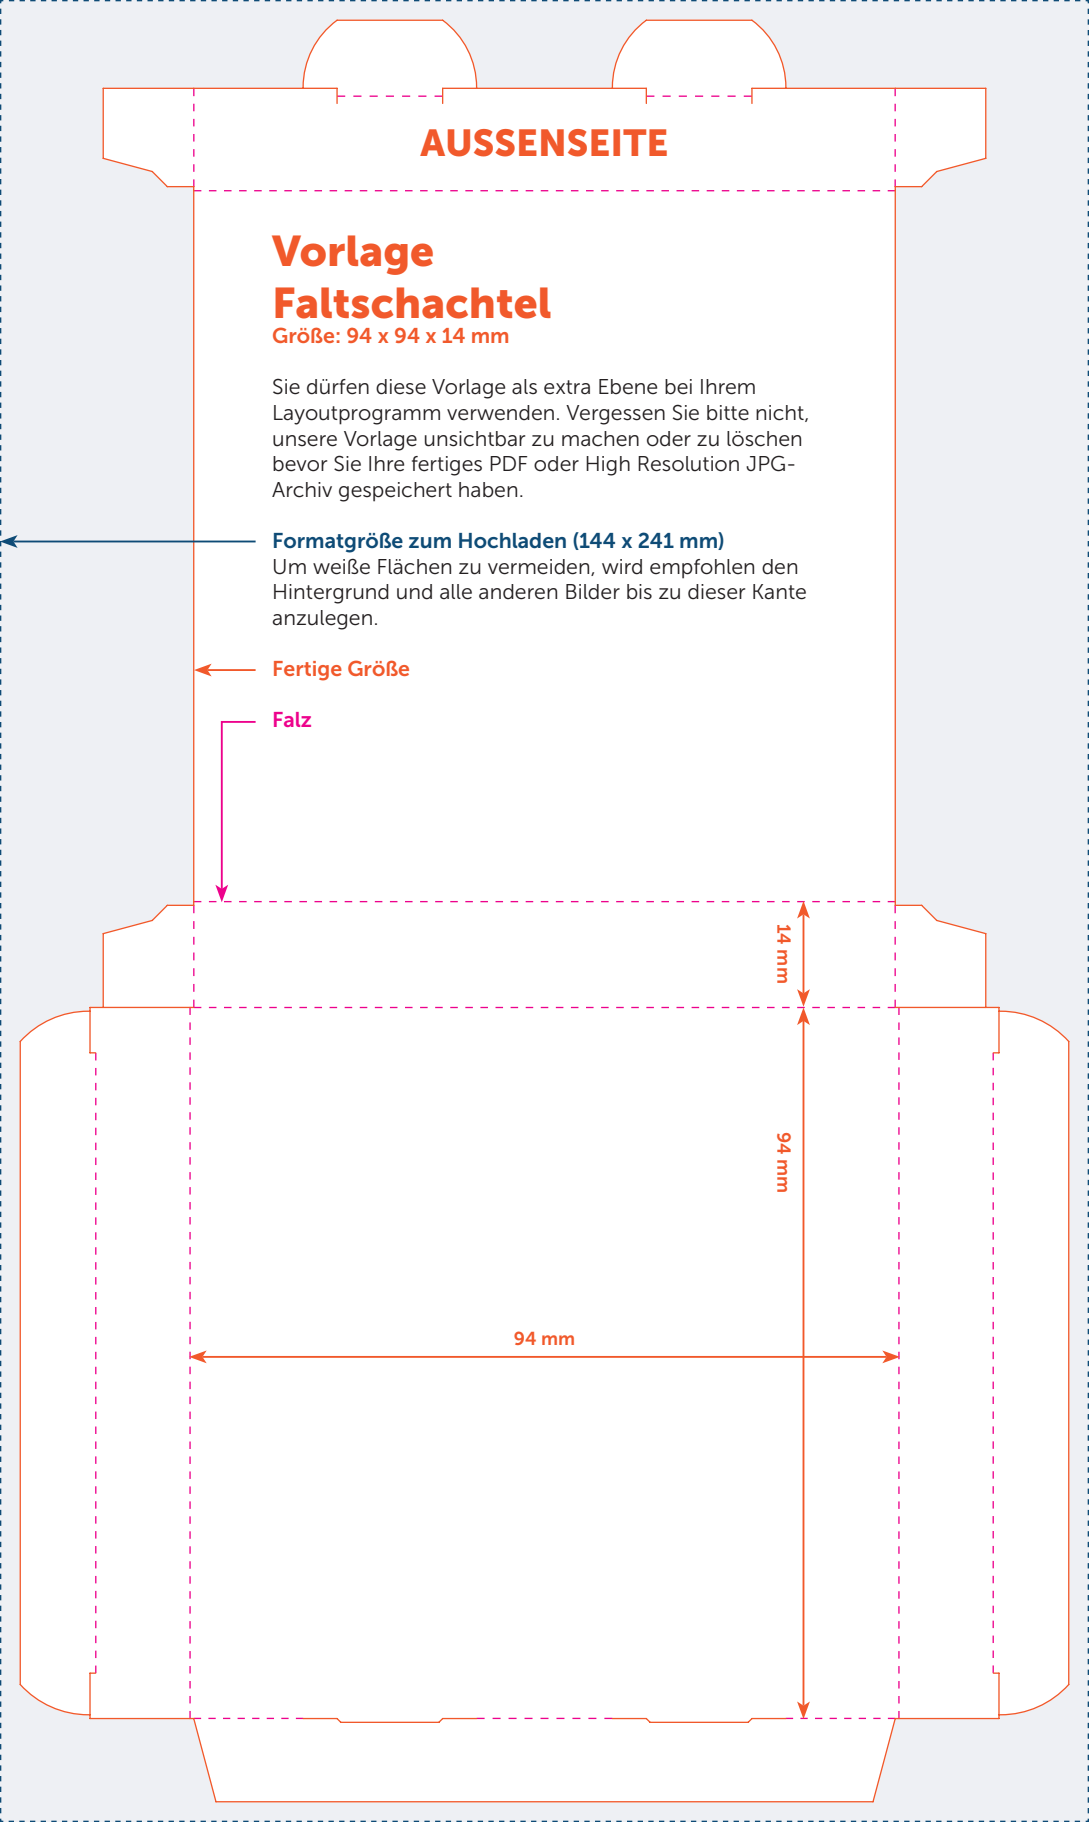 AUSSENSEITE
Vorlage
Faltschachtel
Größe: 94 x 94 x 14 mm
Sie dürfen diese Vorlage als extra Ebene bei Ihrem
Layoutprogramm verwenden. Vergessen Sie bitte nicht,
unsere Vorlage unsichtbar zu machen oder zu löschen
bevor Sie Ihre fertiges PDF oder High Resolution JPG-
Archiv gespeichert haben.
Formatgröße zum Hochladen (144 x 241 mm)
Um weiße Flächen zu vermeiden, wird empfohlen den
Hintergrund und alle anderen Bilder bis zu dieser Kante
anzulegen.
Fertige Größe
Falz
14 mm
94 mm
94 mm